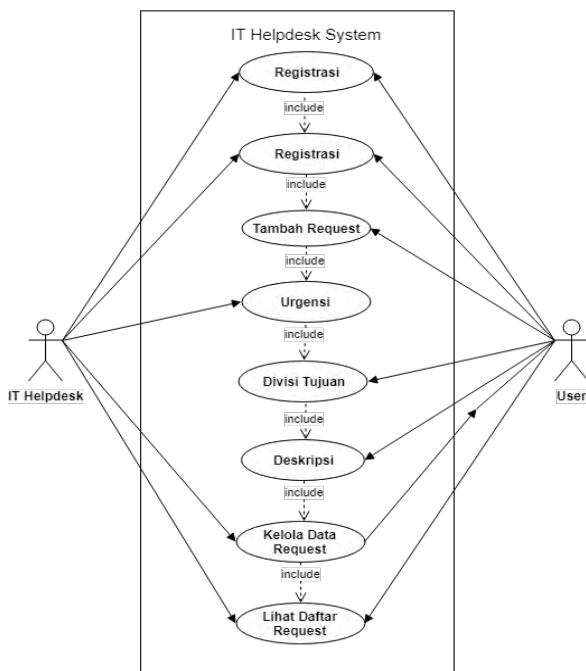 IT Helpdesk System
Registrasi
include
Registrasi
include
Tambah Request
include
Urgensi
include
Divisi Tujuan
include
Deskripsi
include
Kelola Data
Request
include
Lihat Daftar
Request
IT Helpdesk
User